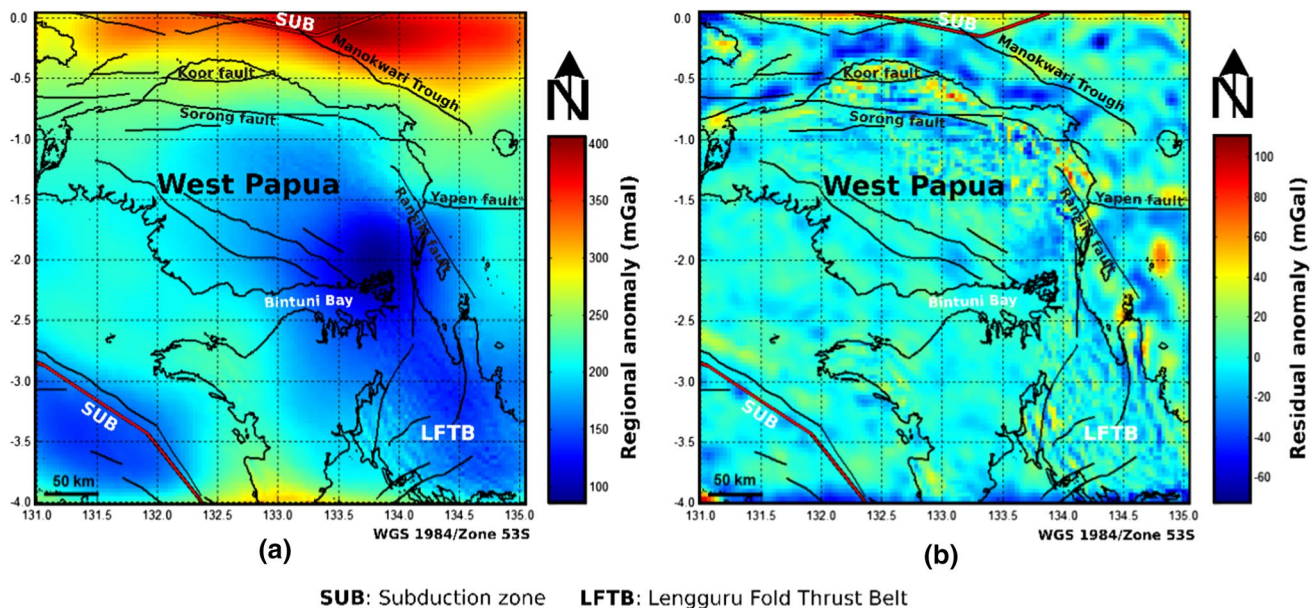 0.0
-0.5
-1.0
-1.5
-2.0
-2.5
-3.0
-3.5
-4.0
131.0 131.5 132.0 132.5 133.0 133.5 134.0 134.5 135.0
SUB
Manokwari Trough
Koor fault
Sorong fault
West Papua
Ransiki fault
Yapen fault
Bintuni Bay
SUB
LFTB
50 km
WGS 1984/Zone 53S
N
400
350
300
250
200
150
100
Regional anomaly (mGal)
(a)
0.0
-0.5
-1.0
-1.5
-2.0
-2.5
-3.0
-3.5
-4.0
131.0 131.5 132.0 132.5 133.0 133.5 134.0 134.5 135.0
SUB
Manokwari Trough
Koor fault
Sorong fault
West Papua
Ransiki fault
Yapen fault
Bintuni Bay
SUB
LFTB
50 km
WGS 1984/Zone 53S
N
100
80
60
40
20
0
-20
-40
-60
Residual anomaly (mGal)
(b)
SUB: Subduction zone LFTB: Lengguru Fold Thrust Belt